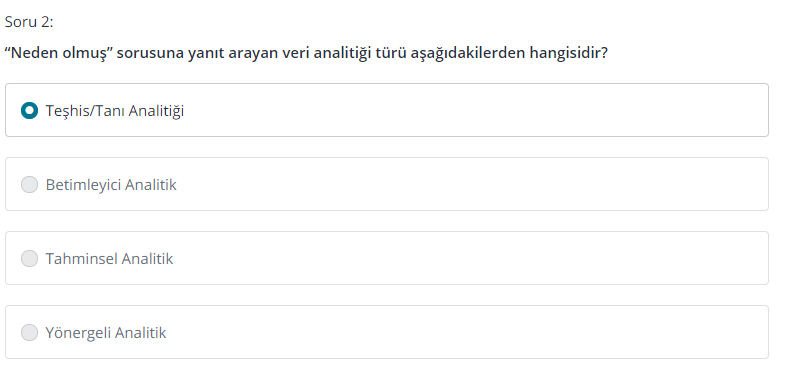 Soru 2:
“Neden olmuş” sorusuna yanıt arayan veri analitiği türü aşağıdakilerden hangisidir?
Teşhis/Tanı Analitiği
Betimleyici Analitik
Tahminsel Analitik
Yönergeli Analitik